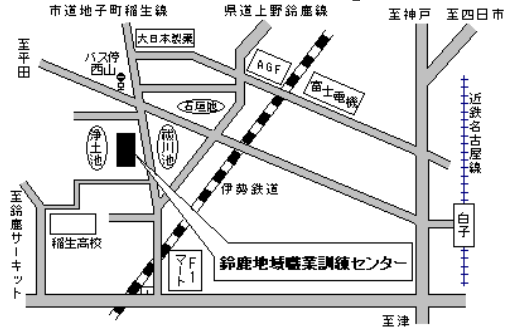 市道地子町稲生線
県道上野鈴鹿線
至神戸
至四日市
至平田
大日本製薬
バス停
西山
AGF
富士電機
石垣池
近鉄名古屋線
浄土池
秡川池
伊勢鉄道
至鈴鹿サーキット
稲生高校
白子
F1マート
鈴鹿地域職業訓練センター
至津